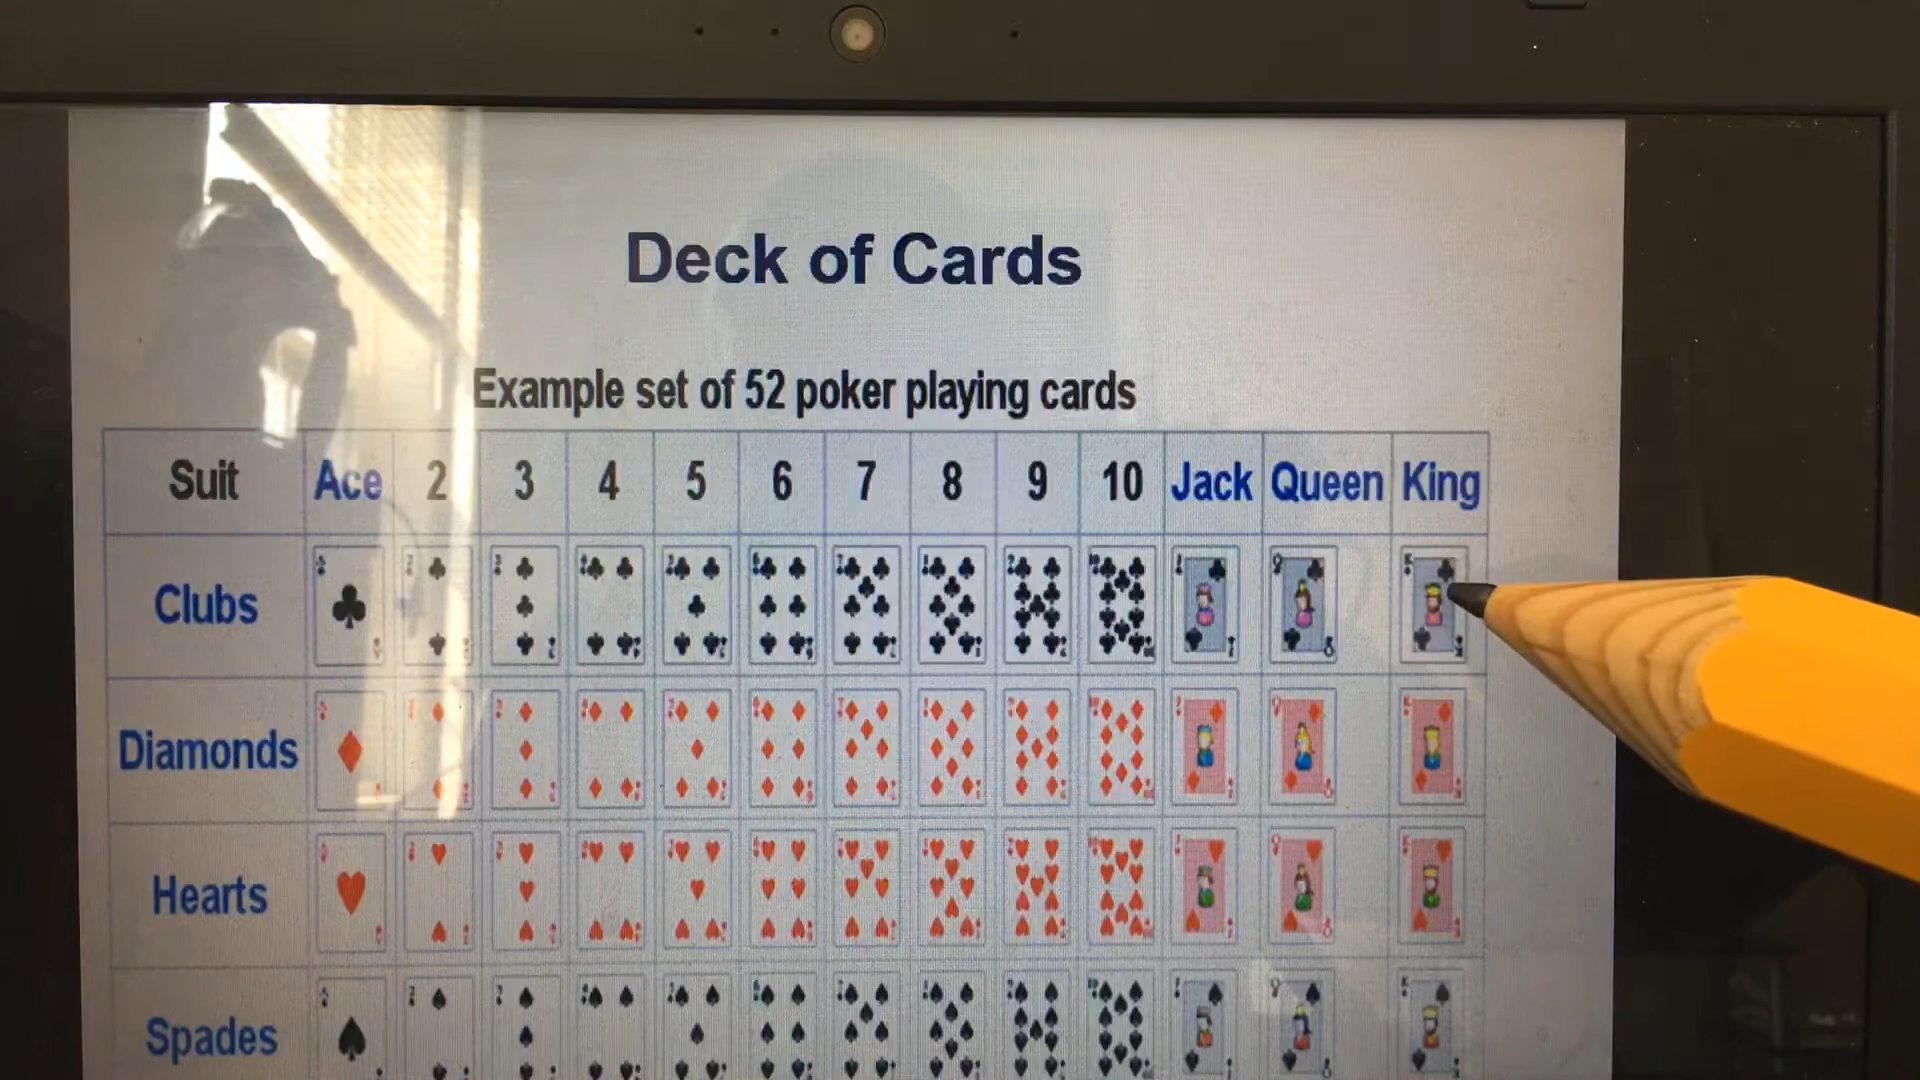 Deck of Cards
Example set of 52 poker playing cards
Suit Ace 2 3 4 5 6 7 8 9 10 Jack Queen King
Clubs
Diamonds
Hearts
Spades